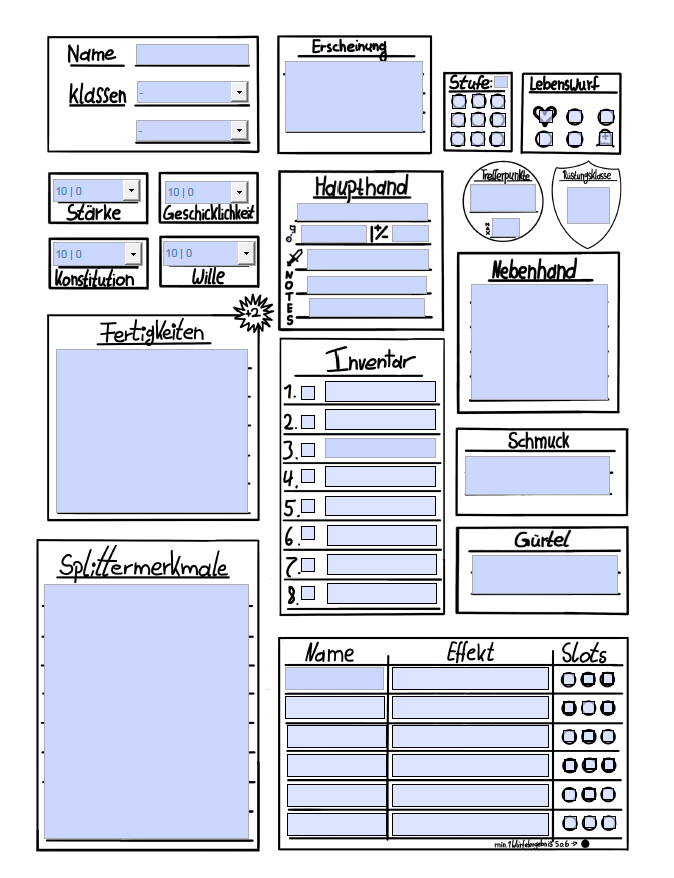 Name
Klassen
-
-
Erscheinung
Stufe:
Lebenswurf
10 | 0
Stärke
10 | 0
Geschicklichkeit
10 | 0
Konstitution
10 | 0
Wille
Haupthand
NOTES
Trefferpunkte
Rüstungsklasse
Nebenhand
+2
Fertigkeiten
Inventar
1.
2.
3.
4.
5.
6.
7.
8.
Schmuck
Gürtel
Splittermerkmale
Name Effekt Slots
min. 1 Würfelergebnis 5o.6 →